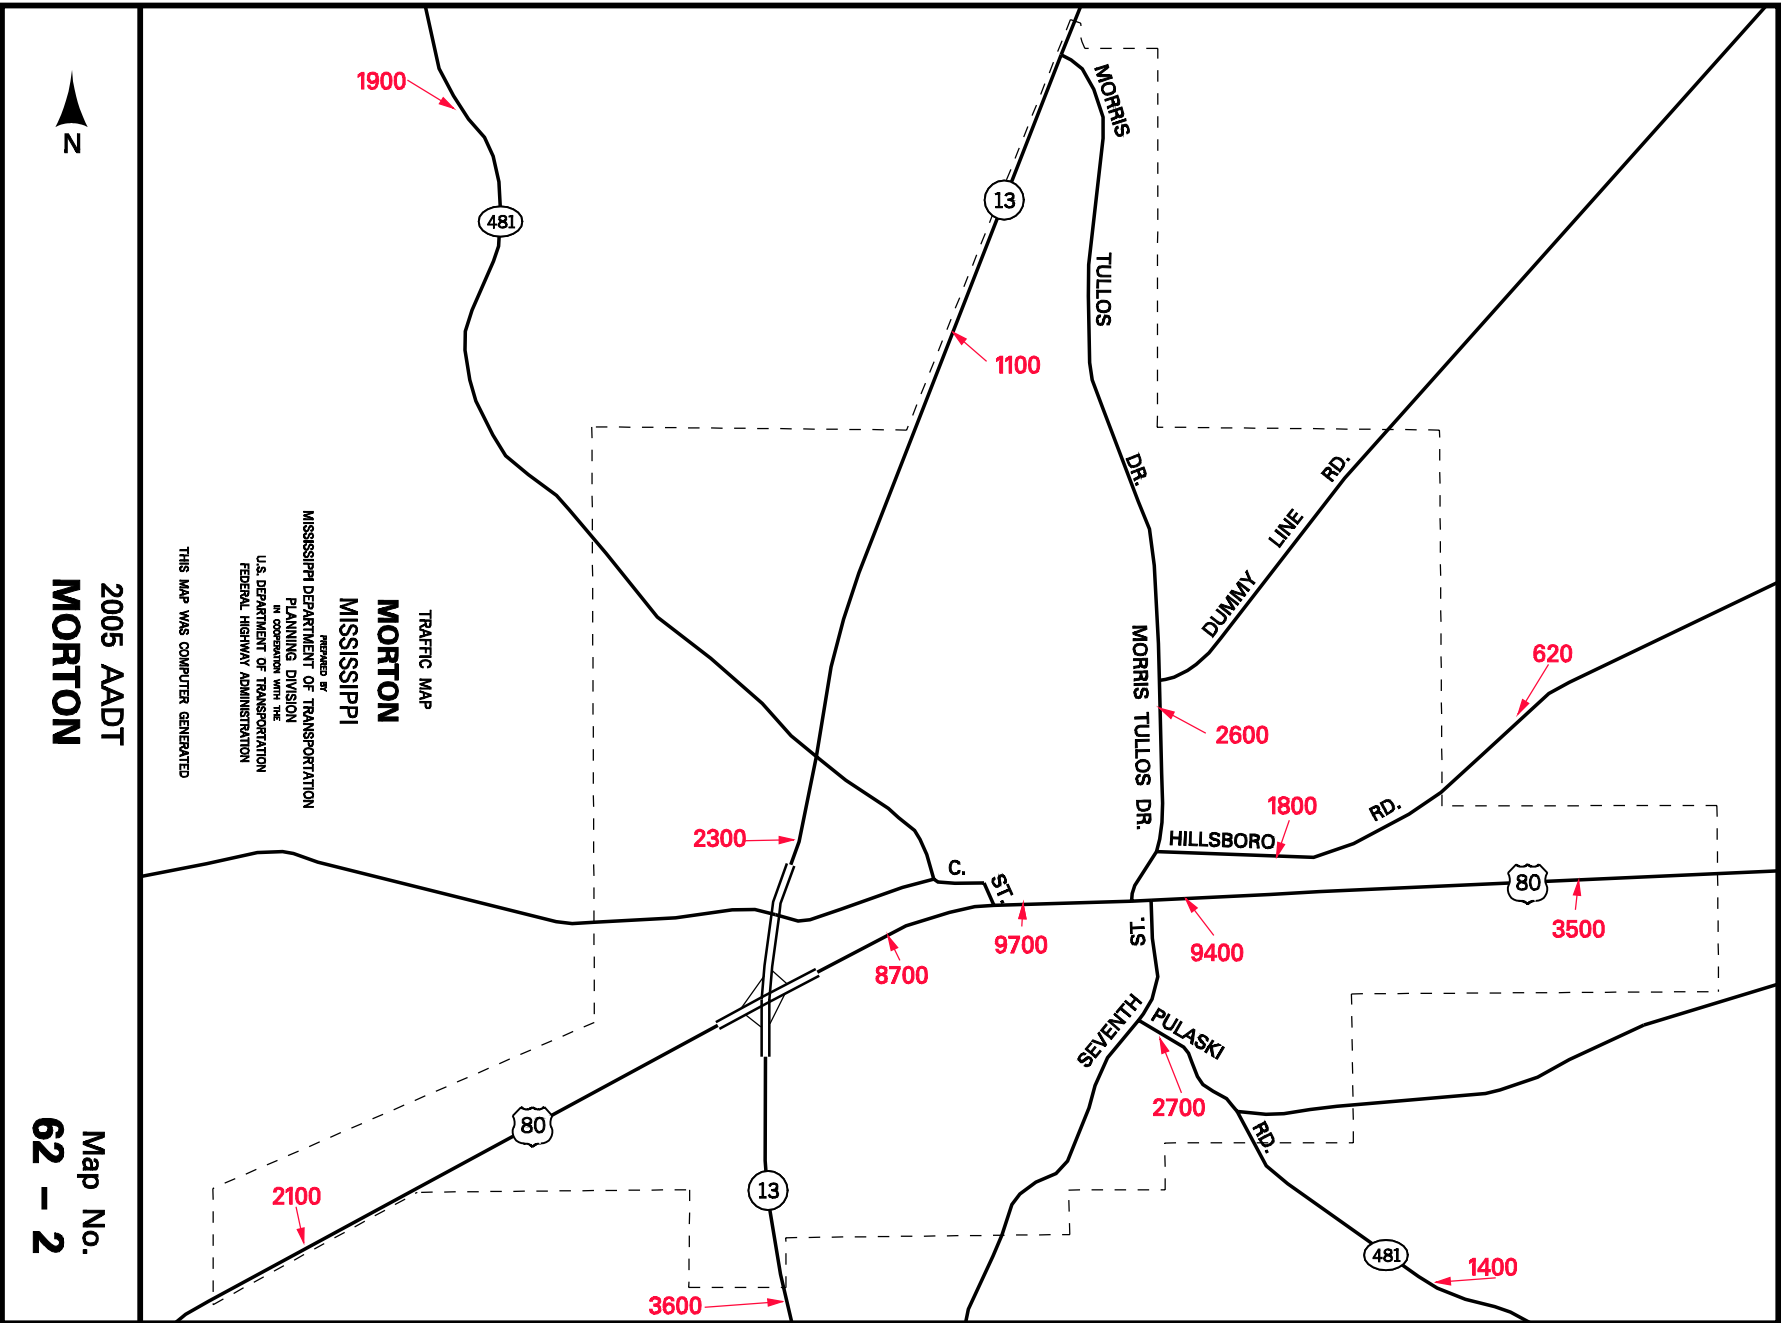 2005 AADT
MORTON
Map No.
62 - 2
N
TRAFFIC MAP
MORTON
MISSISSIPPI
PREPARED BY
MISSISSIPPI DEPARTMENT OF TRANSPORTATION
PLANNING DIVISION
IN COOPERATION WITH THE
U.S. DEPARTMENT OF TRANSPORTATION
FEDERAL HIGHWAY ADMINISTRATION
THIS MAP WAS COMPUTER GENERATED
1900
481
13
1100
MORRIS TULLOS DR.
DUMMY LINE RD.
620
MORRIS TULLOS DR.
2600
1800
HILLSBORO RD.
2300
C. ST.
80
3500
9700
9400
8700
SEVENTH ST.
PULASKI RD.
2700
80
2100
13
3600
481
1400